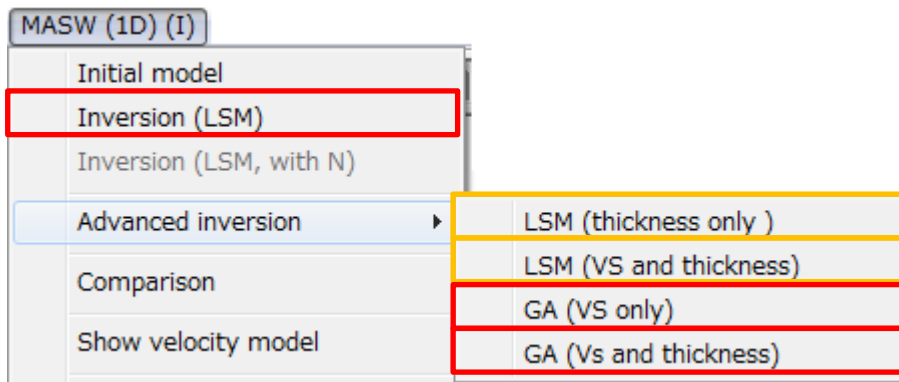 MASW (1D) (I)
Initial model
Inversion (LSM)
Inversion (LSM, with N)
Advanced inversion
LSM (thickness only )
LSM (VS and thickness)
GA (VS only)
GA (Vs and thickness)
Comparison
Show velocity model